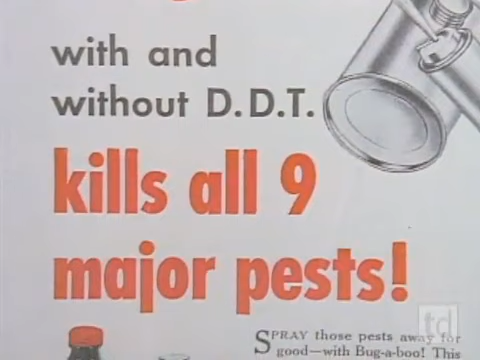 with and
without D.D.T.
kills all 9
major pests!
SPRAY those pests away for
good—with Bug-a-boo! This
td